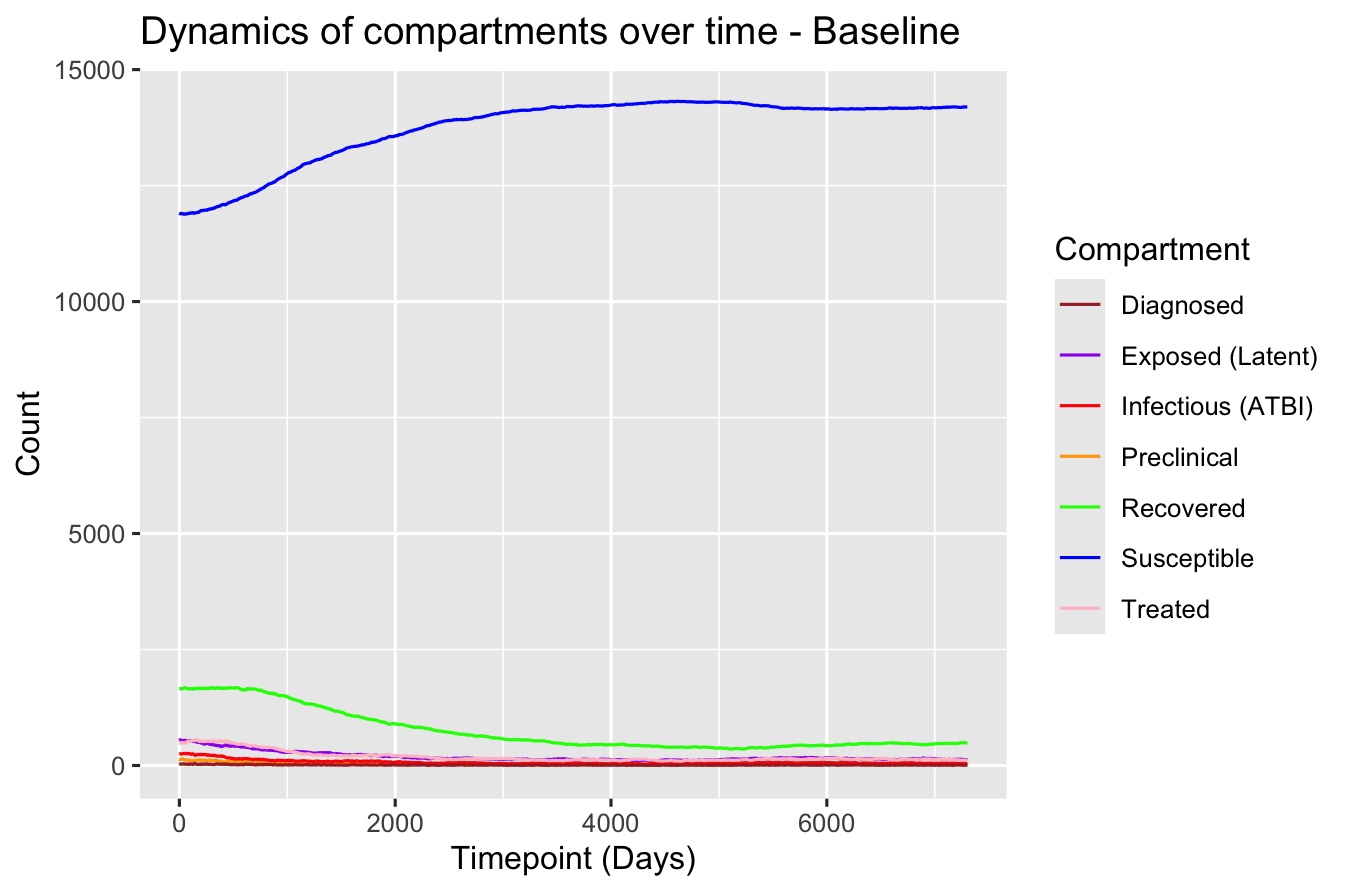 Dynamics of compartments over time - Baseline
15000
10000
5000
0
Count
0 2000 4000 6000
Timepoint (Days)
Compartment
Diagnosed
Exposed (Latent)
Infectious (ATBI)
Preclinical
Recovered
Susceptible
Treated